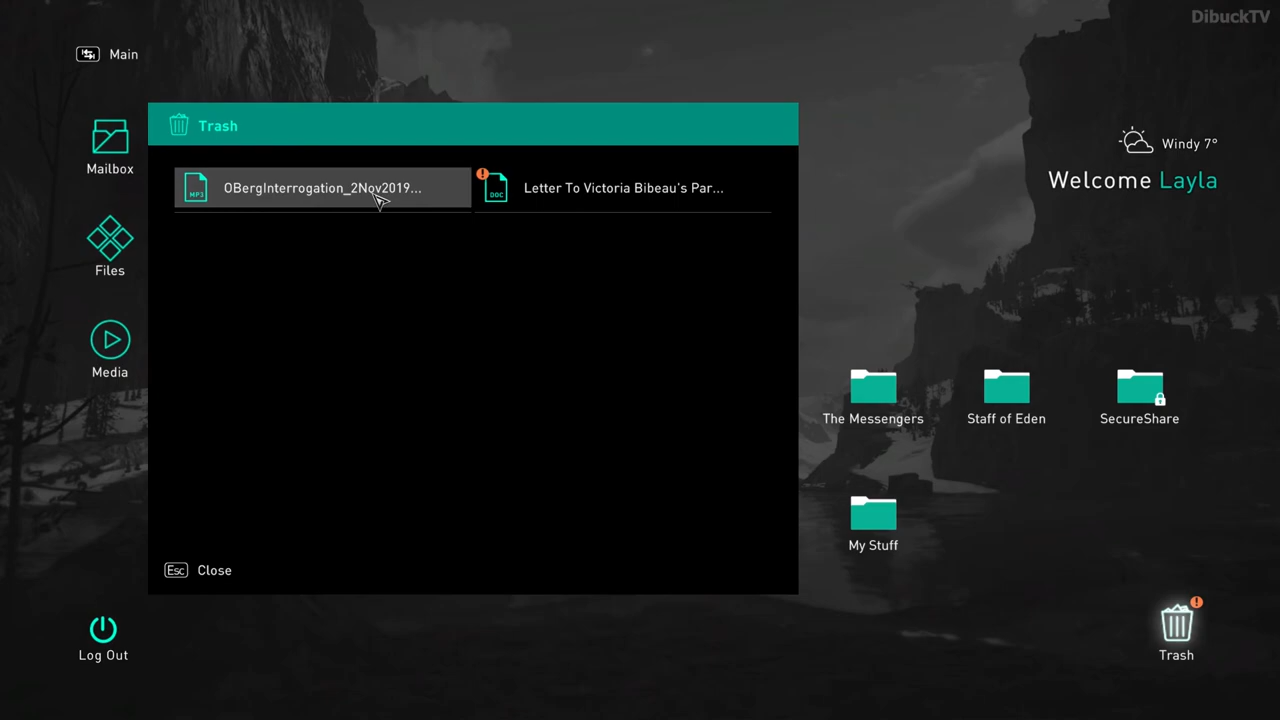 DibuckTV
Main
Trash
MP3 OBergInterrogation_2Nov2019...
! DOC Letter To Victoria Bibeau's Par...
Mailbox
Files
Media
Windy 7°
Welcome Layla
The Messengers
Staff of Eden
SecureShare
My Stuff
Esc Close
Log Out
!
Trash